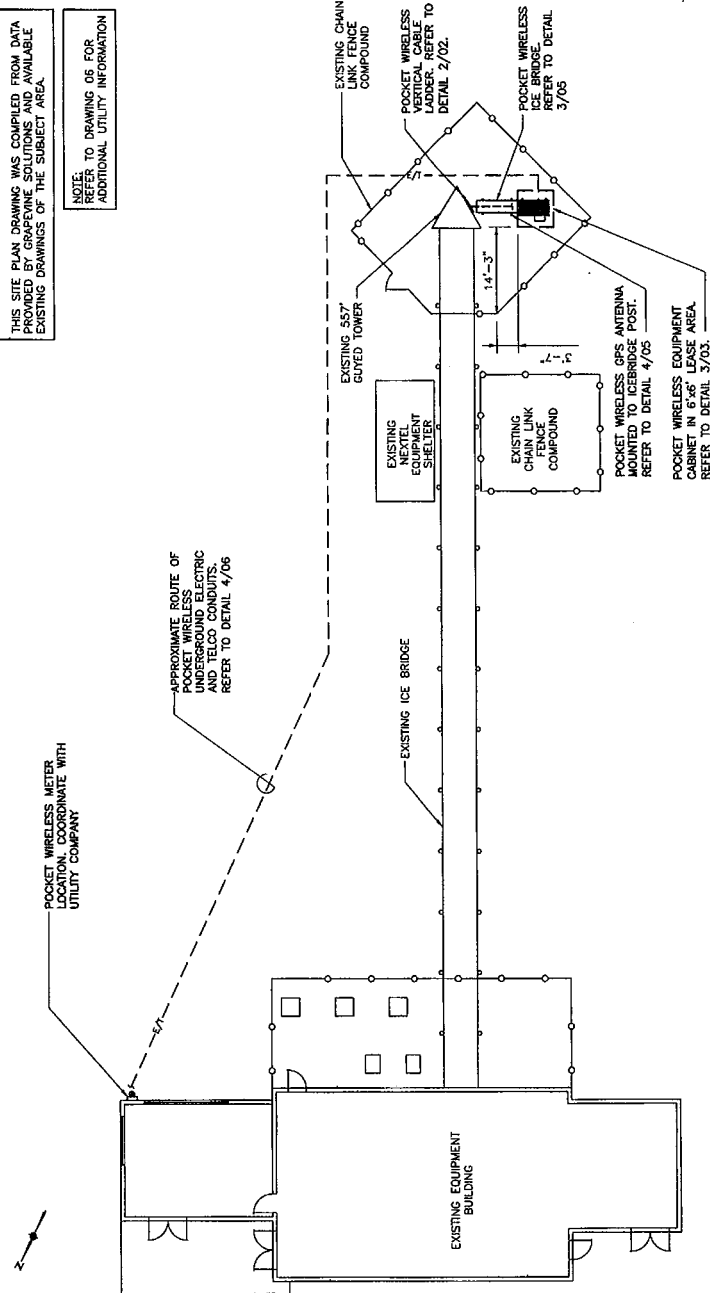 THIS SITE PLAN DRAWING WAS COMPILED FROM DATA
PROVIDED BY GRAPEVINE SOLUTIONS AND AVAILABLE
EXISTING DRAWINGS OF THE SUBJECT AREA.
NOTE:
REFER TO DRAWING 06 FOR
ADDITIONAL UTILITY INFORMATION
N
POCKET WIRELESS METER
LOCATION. COORDINATE WITH
UTILITY COMPANY
E/T
APPROXIMATE ROUTE OF
POCKET WIRELESS
UNDERGROUND ELECTRIC
AND TELCO CONDUITS.
REFER TO DETAIL 4/06
EXISTING 557'
GUYED TOWER
E/T
EXISTING CHAIN
LINK FENCE
COMPOUND
POCKET WIRELESS
VERTICAL CABLE
LADDER. REFER TO
DETAIL 2/02.
POCKET WIRELESS
ICE BRIDGE.
REFER TO DETAIL
3/05
EXISTING
NEXTEL
EQUIPMENT
SHELTER
14'-3"
3'-7"
EXISTING ICE BRIDGE
EXISTING
CHAIN LINK
FENCE
COMPOUND
EXISTING EQUIPMENT
BUILDING
POCKET WIRELESS GPS ANTENNA
MOUNTED TO ICEBRIDGE POST.
REFER TO DETAIL 4/05
POCKET WIRELESS EQUIPMENT
CABINET IN 6'x6' LEASE AREA.
REFER TO DETAIL 3/03.